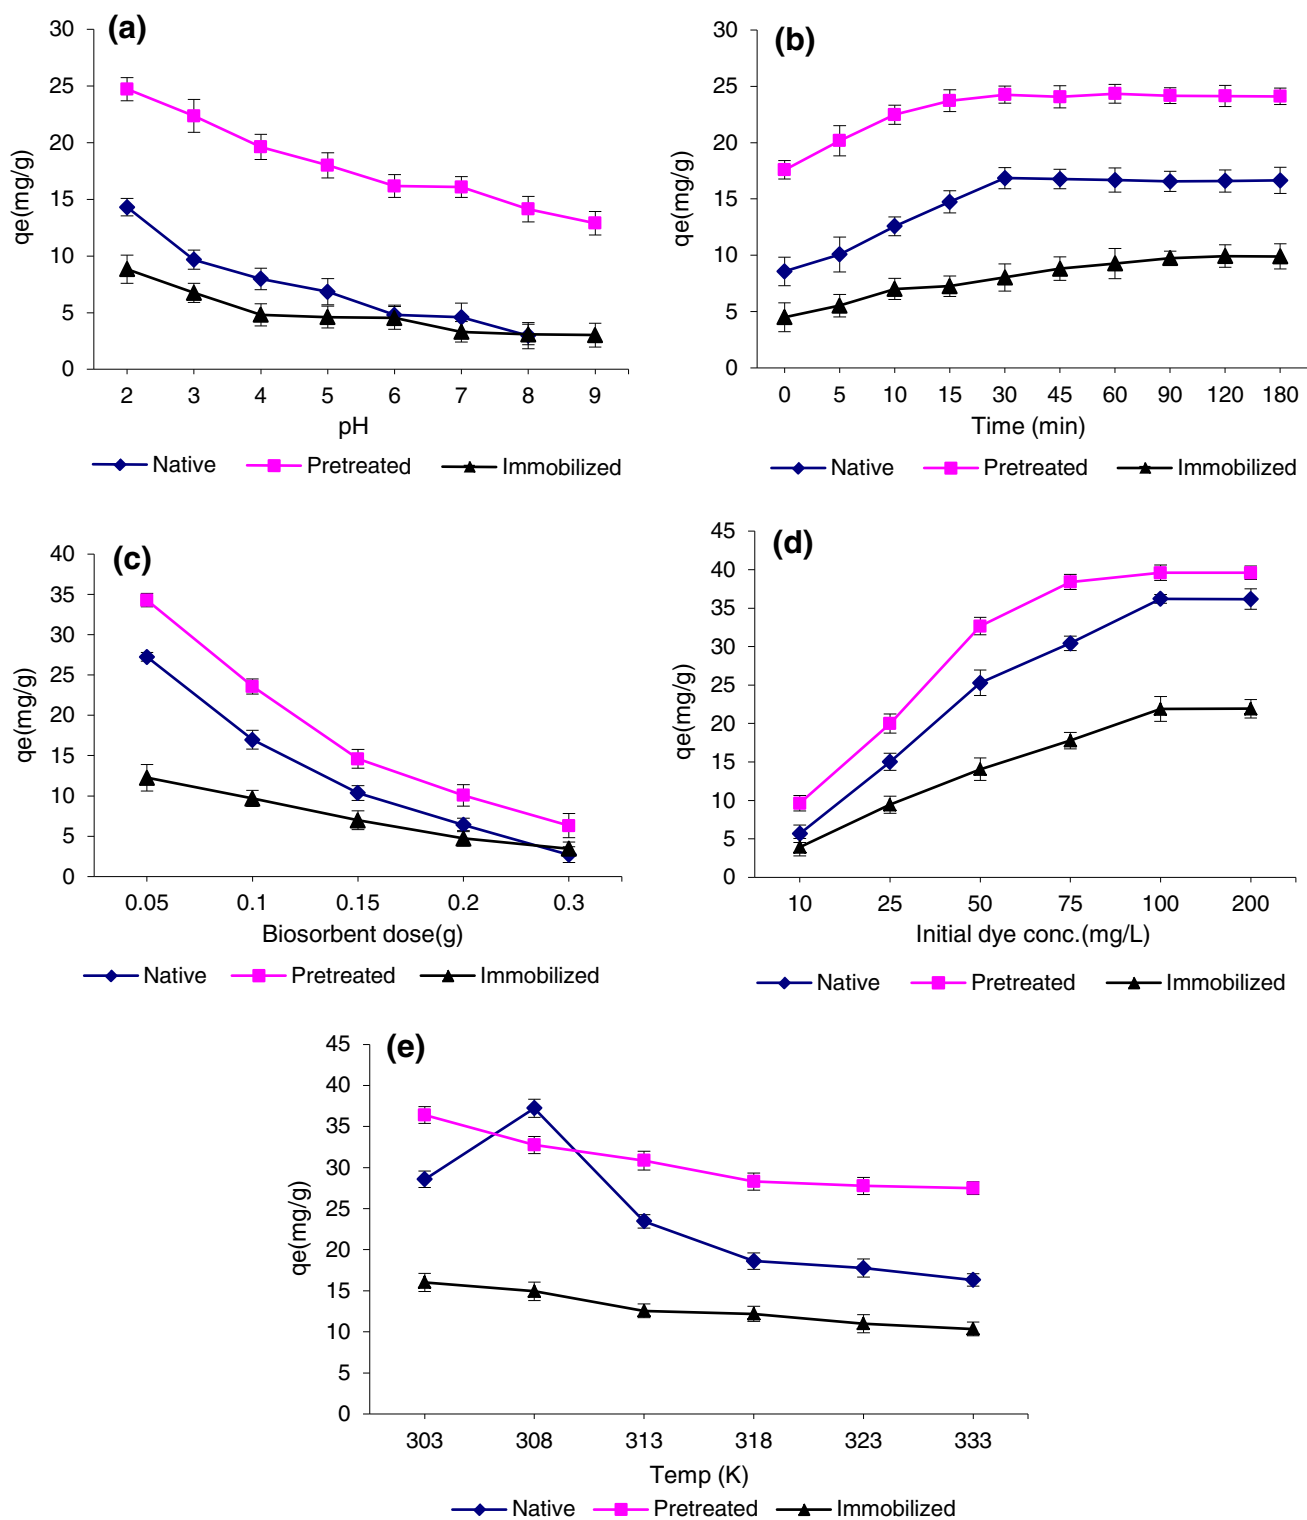 (a)
30
25
20
15
10
5
0
qe(mg/g)
2 3 4 5 6 7 8 9
pH
Native Pretreated Immobilized
(b)
30
25
20
15
10
5
0
qe(mg/g)
0 5 10 15 30 45 60 90 120 180
Time (min)
Native Pretreated Immobilized
(c)
40
35
30
25
20
15
10
5
0
qe(mg/g)
0.05 0.1 0.15 0.2 0.3
Biosorbent dose(g)
Native Pretreated Immobilized
(d)
45
40
35
30
25
20
15
10
5
0
qe(mg/g)
10 25 50 75 100 200
Initial dye conc.(mg/L)
Native Pretreated Immobilized
(e)
45
40
35
30
25
20
15
10
5
0
qe(mg/g)
303 308 313 318 323 333
Temp (K)
Native Pretreated Immobilized